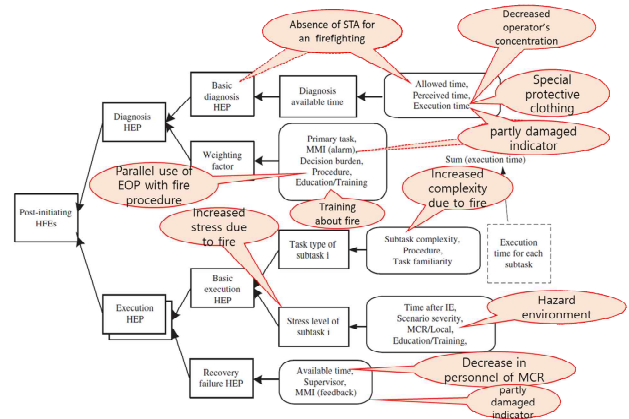 Absence of STA for
an firefighting
Decreased
operator's
concentration
Basic
diagnosis HEP
Diagnosis
available time
Allowed time,
Perceived time,
Execution time
Special
protective
clothing
Diagnosis
HEP
Weighting
factor
Primary task,
MMI (alarm),
Decision burden,
Procedure,
Education/Training
partly damaged
indicator
Sum (execution time)
Parallel use of
EOP with fire
procedure
Training
about fire
Increased
complexity
due to fire
Post-initiating
HFEs
Increased
stress due
to fire
Task type of
subtask i
Subtask complexity,
Procedure,
Task familiarity
Execution
time for each
subtask
Basic
execution HEP
Execution
HEP
Stress level of
subtask i
Time after IE,
Scenario severity,
MCR/Local,
Education/Training,
Hazard
environment
Recovery
failure HEP
Available time,
Supervisor,
MMI (feedback)
Decrease in
personnel of MCR
partly
damaged
indicator